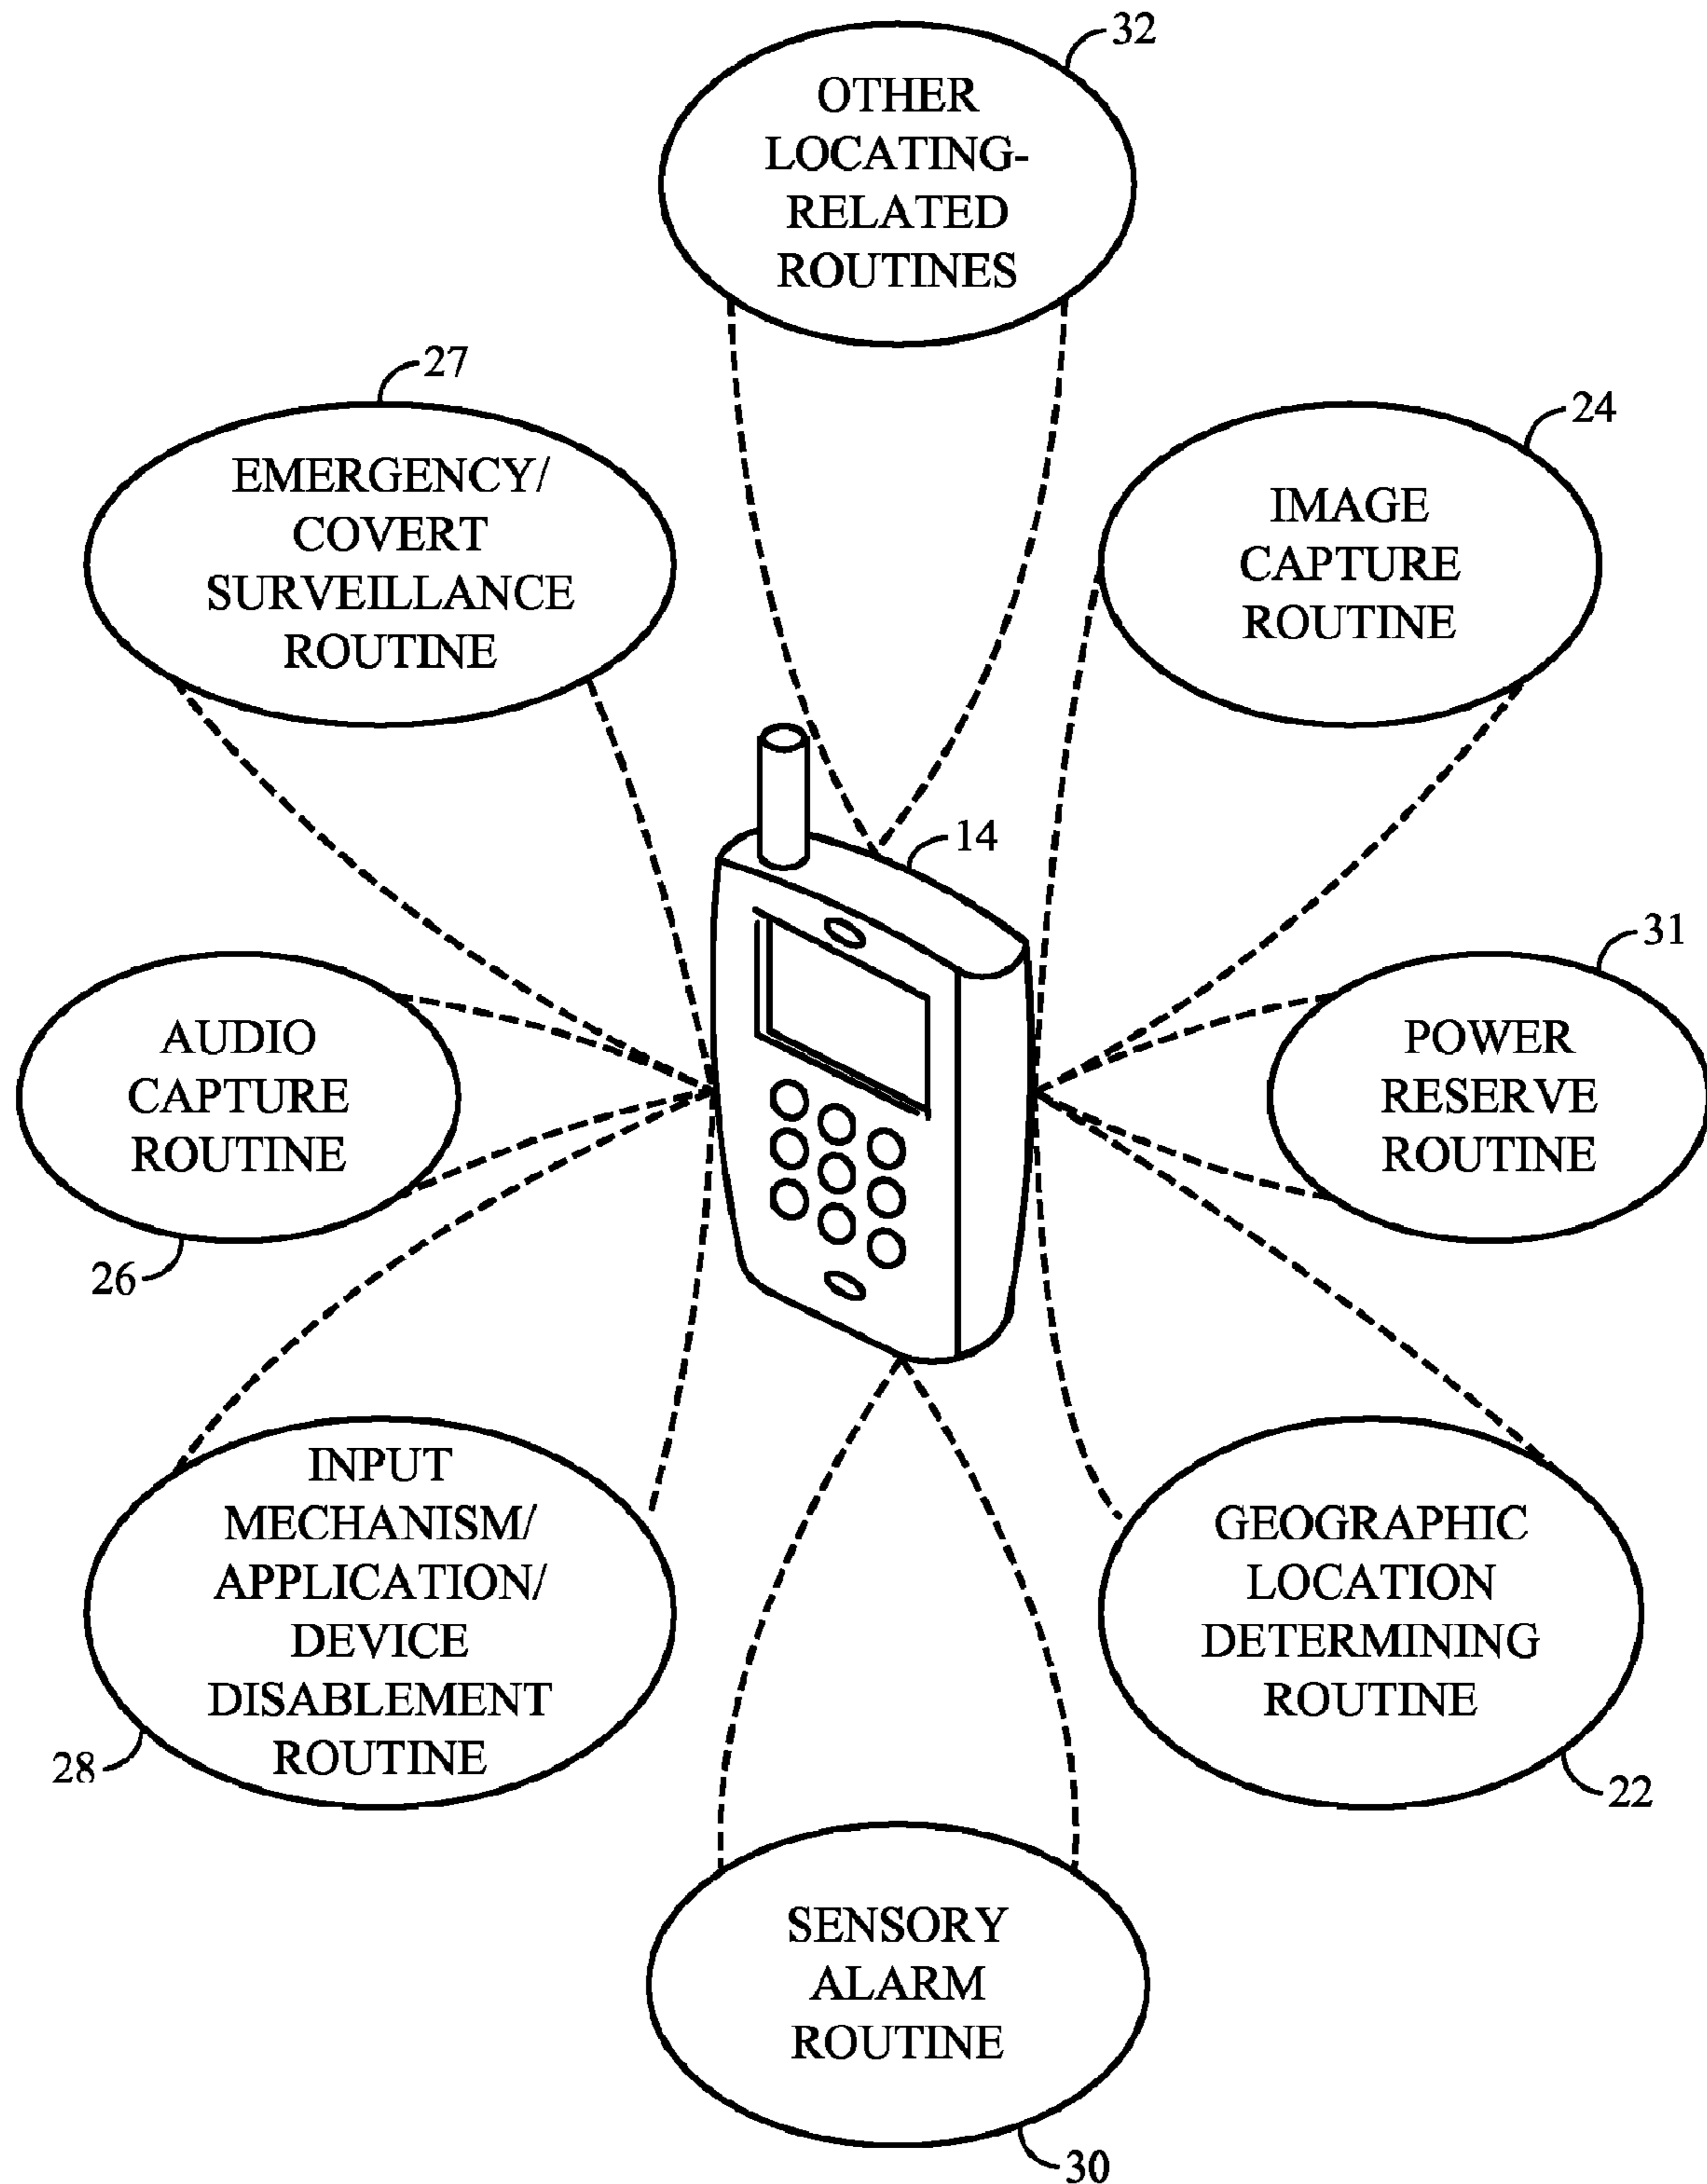 32
OTHER
LOCATING-
RELATED
ROUTINES
27
EMERGENCY/
COVERT
SURVEILLANCE
ROUTINE
24
IMAGE
CAPTURE
ROUTINE
14
31
AUDIO
CAPTURE
ROUTINE
26
POWER
RESERVE
ROUTINE
INPUT
MECHANISM/
APPLICATION/
DEVICE
DISABLEMENT
ROUTINE
28
GEOGRAPHIC
LOCATION
DETERMINING
ROUTINE
22
SENSORY
ALARM
ROUTINE
30